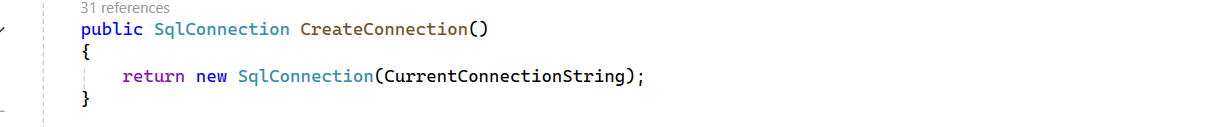 31 references
public SqlConnection CreateConnection()
{
return new SqlConnection(CurrentConnectionString);
}